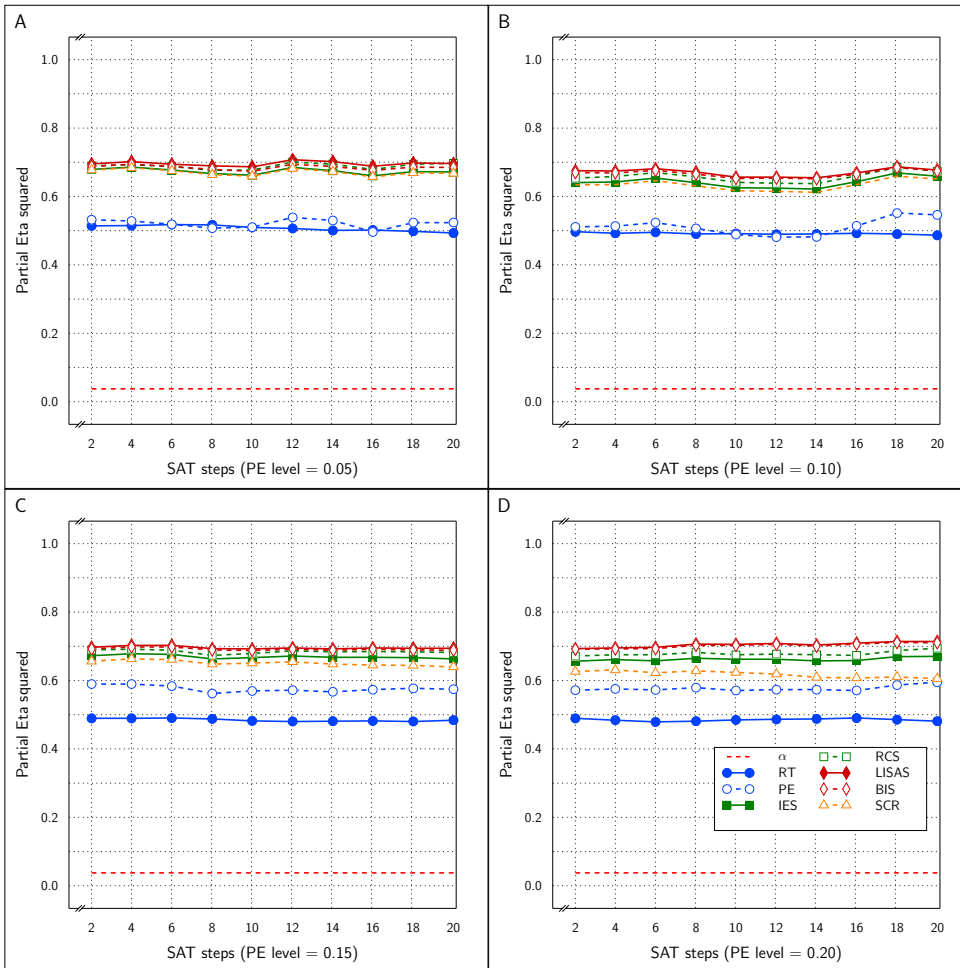 A
Partial Eta squared
1.0
0.8
0.6
0.4
0.2
0.0
2 4 6 8 10 12 14 16 18 20
SAT steps (PE level = 0.05)
B
Partial Eta squared
1.0
0.8
0.6
0.4
0.2
0.0
2 4 6 8 10 12 14 16 18 20
SAT steps (PE level = 0.10)
C
Partial Eta squared
1.0
0.8
0.6
0.4
0.2
0.0
2 4 6 8 10 12 14 16 18 20
SAT steps (PE level = 0.15)
D
Partial Eta squared
1.0
0.8
0.6
0.4
0.2
0.0
α
RT
PE
IES
RCS
LISAS
BIS
SCR
2 4 6 8 10 12 14 16 18 20
SAT steps (PE level = 0.20)